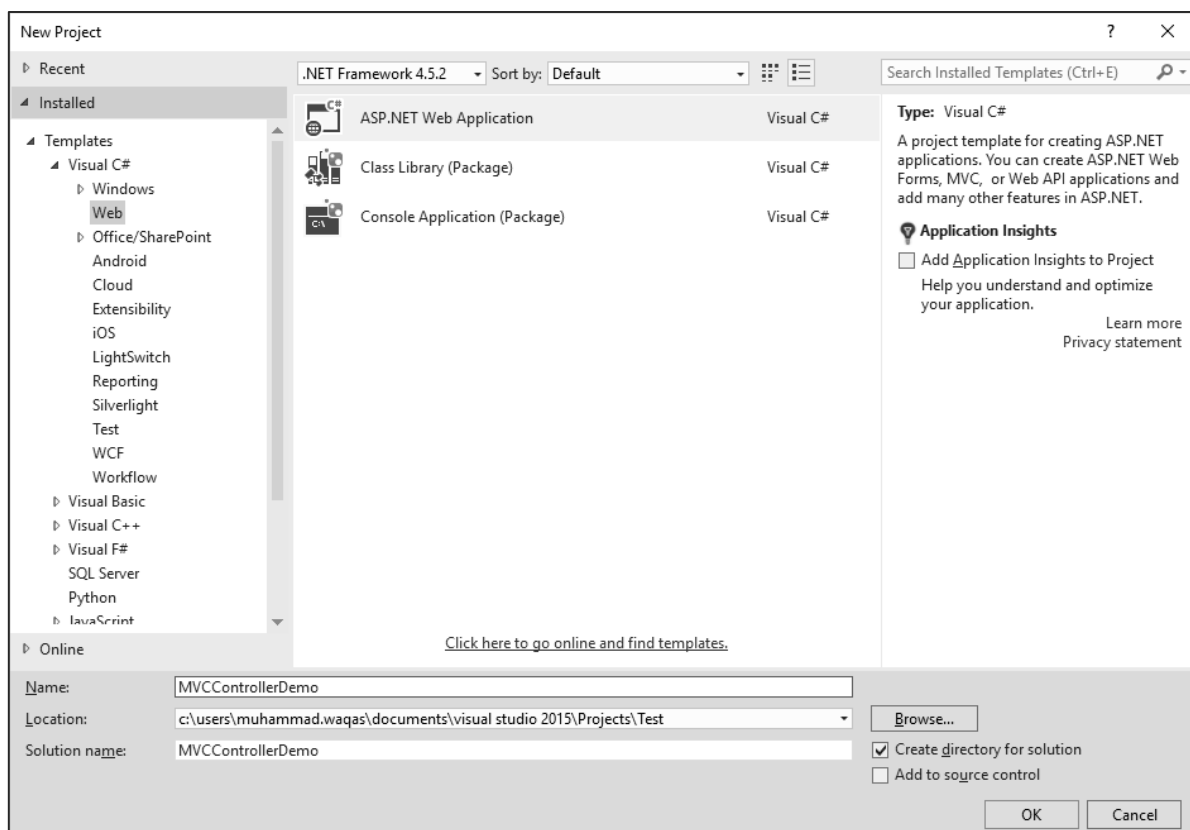 New Project
?
Recent
.NET Framework 4.5.2
Sort by: Default
Search Installed Templates (Ctrl+E)
Installed
Templates
Visual C#
Windows
Web
Office/SharePoint
Android
Cloud
Extensibility
iOS
LightSwitch
Reporting
Silverlight
Test
WCF
Workflow
Visual Basic
Visual C++
Visual F#
SQL Server
Python
JavaScript
Online
C#
ASP.NET Web Application Visual C#
Class Library (Package) Visual C#
C:\
Console Application (Package) Visual C#
Click here to go online and find templates.
Type: Visual C#
A project template for creating ASP.NET
applications. You can create ASP.NET Web
Forms, MVC, or Web API applications and
add many other features in ASP.NET.
Application Insights
Add Application Insights to Project
Help you understand and optimize
your application.
Learn more
Privacy statement
Name: MVCControllerDemo
Location: c:\users\muhammad.waqas\documents\visual studio 2015\Projects\Test
Browse...
Solution name: MVCControllerDemo
Create directory for solution
Add to source control
OK
Cancel